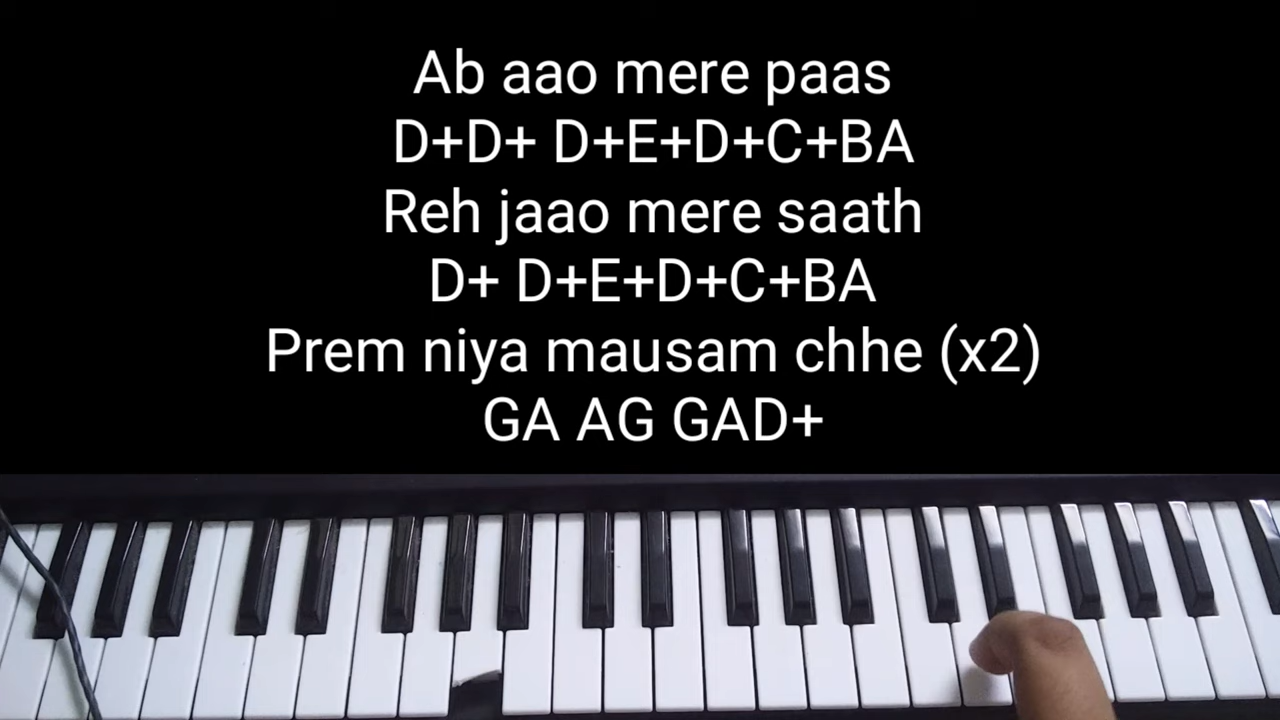 Ab aao mere paas
D+D+ D+E+D+C+BA
Reh jaao mere saath
D+ D+E+D+C+BA
Prem niya mausam chhe (x2)
GA AG GAD+